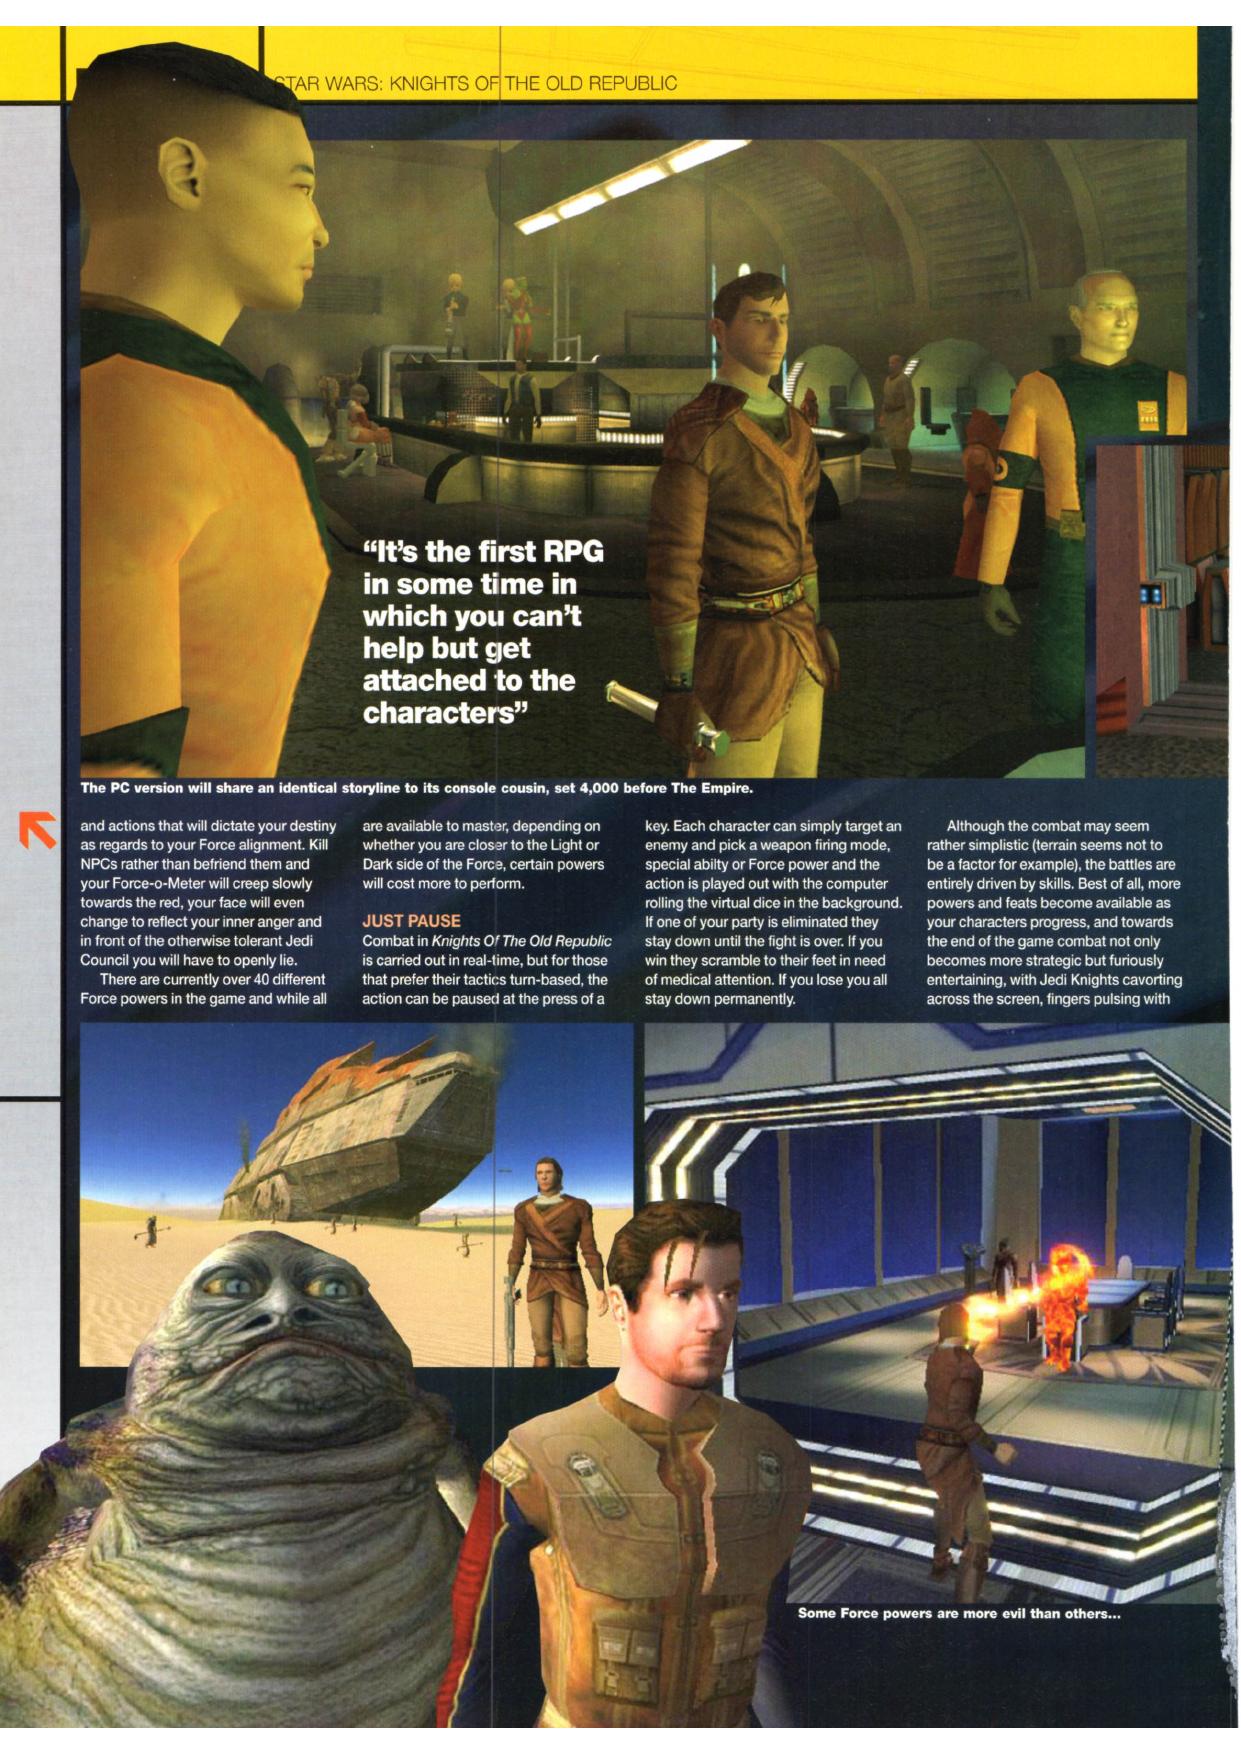 STAR WARS: KNIGHTS OF THE OLD REPUBLIC
“It’s the first RPG
in some time in
which you can’t
help but get
attached to the
characters”
The PC version will share an identical storyline to its console cousin, set 4,000 before The Empire.
and actions that will dictate your destiny
as regards to your Force alignment. Kill
NPCs rather than befriend them and
your Force-o-Meter will creep slowly
towards the red, your face will even
change to reflect your inner anger and
in front of the otherwise tolerant Jedi
Council you will have to openly lie.
There are currently over 40 different
Force powers in the game and while all
are available to master, depending on
whether you are closer to the Light or
Dark side of the Force, certain powers
will cost more to perform.
JUST PAUSE
Combat in Knights Of The Old Republic
is carried out in real-time, but for those
that prefer their tactics turn-based, the
action can be paused at the press of a
key. Each character can simply target an
enemy and pick a weapon firing mode,
special abilty or Force power and the
action is played out with the computer
rolling the virtual dice in the background.
If one of your party is eliminated they
stay down until the fight is over. If you
win they scramble to their feet in need
of medical attention. If you lose you all
stay down permanently.
Although the combat may seem
rather simplistic (terrain seems not to
be a factor for example), the battles are
entirely driven by skills. Best of all, more
powers and feats become available as
your characters progress, and towards
the end of the game combat not only
becomes more strategic but furiously
entertaining, with Jedi Knights cavorting
across the screen, fingers pulsing with
Some Force powers are more evil than others...